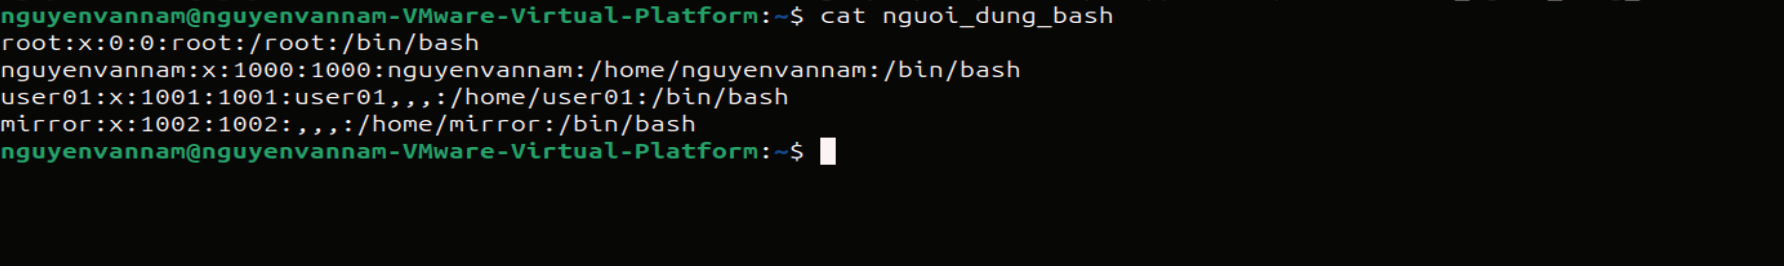 nguyenvannam@nguyenvannam-VMware-Virtual-Platform:~$ cat nguoi_dung_bash
root:x:0:0:root:/root:/bin/bash
nguyenvannam:x:1000:1000:nguyenvannam:/home/nguyenvannam:/bin/bash
user01:x:1001:1001:user01,,,:/home/user01:/bin/bash
mirror:x:1002:1002:,,,:/home/mirror:/bin/bash
nguyenvannam@nguyenvannam-VMware-Virtual-Platform:~$